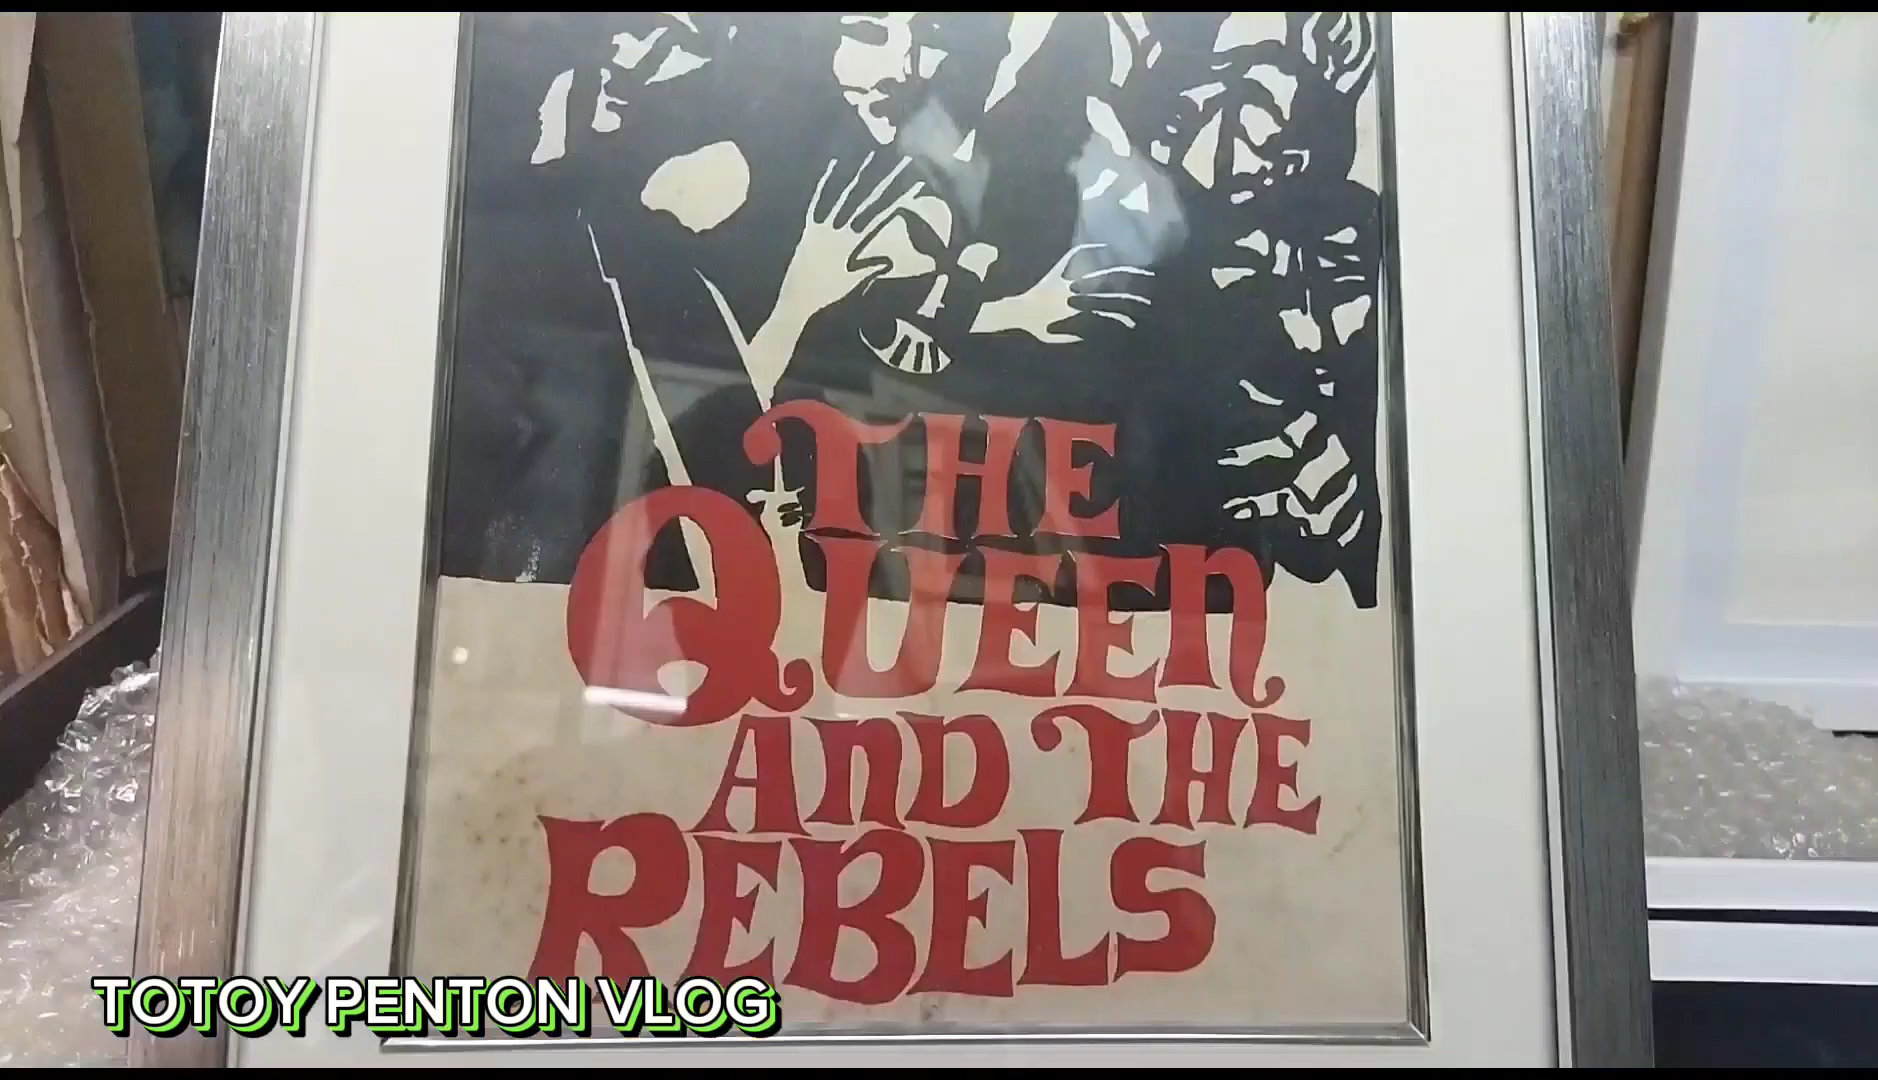 THE
QUEEN
AND THE
REBELS
TOTOY PENTON VLOG